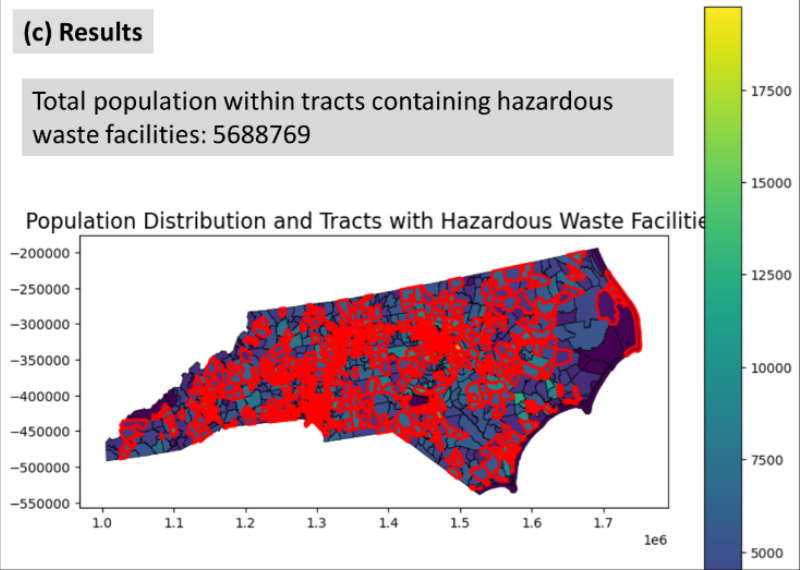 (c) Results
Total population within tracts containing hazardous
waste facilities: 5688769
Population Distribution and Tracts with Hazardous Waste Facilitie
−200000
−250000
−300000
−350000
−400000
−450000
−500000
−550000
1.0 1.1 1.2 1.3 1.4 1.5 1.6 1.7
1e6
17500
15000
12500
10000
7500
5000